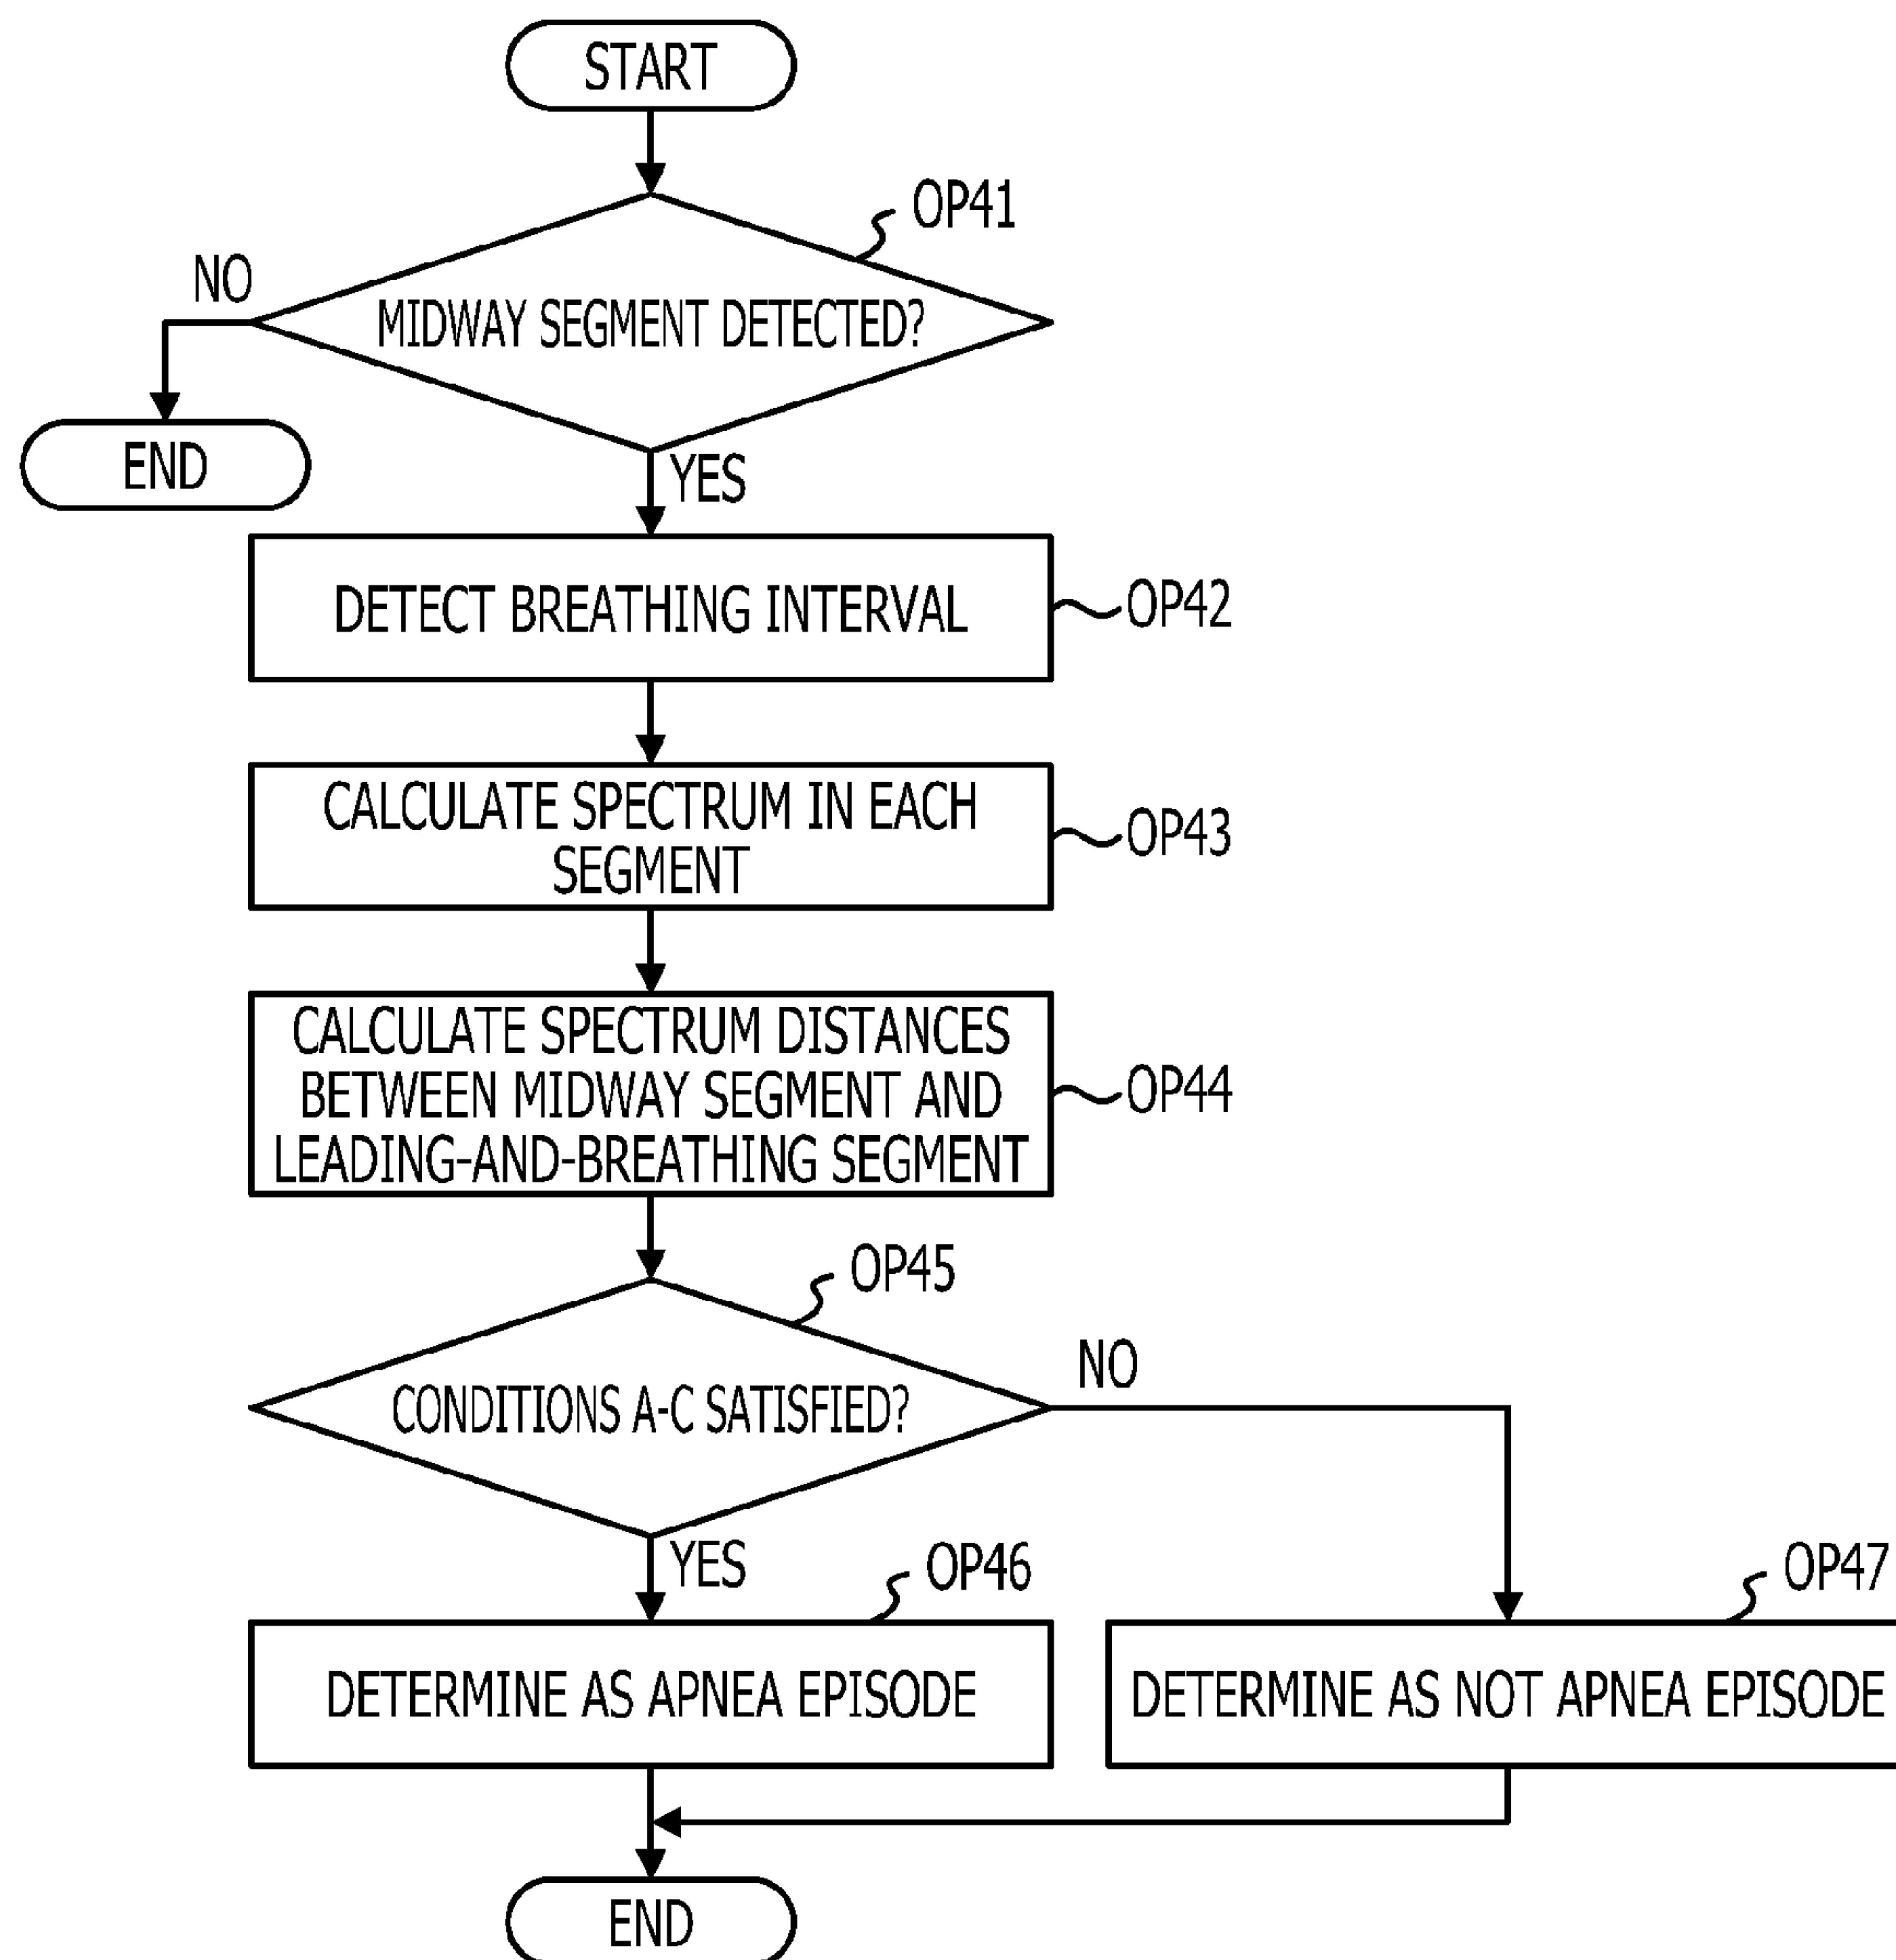 START
OP41
NO
MIDWAY SEGMENT DETECTED?
END
YES
DETECT BREATHING INTERVAL
OP42
CALCULATE SPECTRUM IN EACH
SEGMENT
OP43
CALCULATE SPECTRUM DISTANCES
BETWEEN MIDWAY SEGMENT AND
LEADING-AND-BREATHING SEGMENT
OP44
OP45
CONDITIONS A-C SATISFIED?
NO
YES
OP46
OP47
DETERMINE AS APNEA EPISODE
DETERMINE AS NOT APNEA EPISODE
END